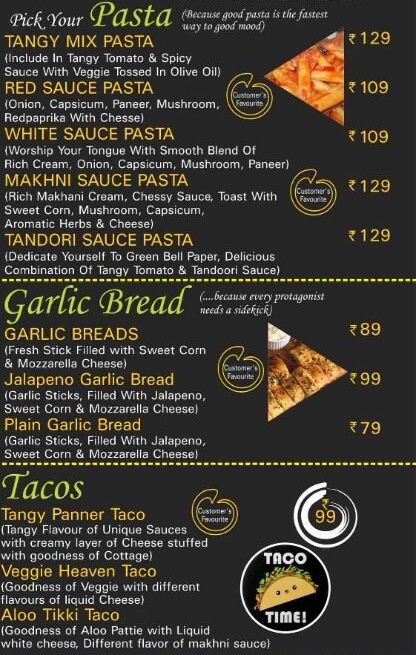 Pick Your Pasta (Because good pasta is the fastest
way to good mood)
TANGY MIX PASTA ₹129
(Include In Tangy Tomato & Spicy
Sauce With Veggie Tossed In Olive Oil)
RED SAUCE PASTA ₹109
(Onion, Capsicum, Paneer, Mushroom,
Redpaprika With Chesse)
Customer's
Favourite
WHITE SAUCE PASTA ₹109
(Worship Your Tongue With Smooth Blend Of
Rich Cream, Onion, Capsicum, Mushroom, Paneer)
MAKHNI SAUCE PASTA ₹129
(Rich Makhani Cream, Chessy Sauce, Toast With
Sweet Corn, Mushroom, Capsicum,
Aromatic Herbs & Cheese)
Customer's
Favourite
TANDORI SAUCE PASTA ₹129
(Dedicate Yourself To Green Bell Paper, Delicious
Combination Of Tangy Tomato & Tandoori Sauce)
Garlic Bread (....because every protagonist
needs a sidekick)
GARLIC BREADS ₹89
(Fresh Stick Filled with Sweet Corn
& Mozzarella Cheese)
Customer's
Favourite
Jalapeno Garlic Bread ₹99
(Garlic Sticks, Filled With Jalapeno,
Sweet Corn & Mozzarella Cheese)
Plain Garlic Bread ₹79
(Garlic Sticks, Filled With Jalapeno,
Sweet Corn & Mozzarella Cheese)
Tacos
Tangy Panner Taco
Customer's
Favourite
₹
99
(Tangy Flavour of Unique Sauces
with creamy layer of Cheese stuffed
with goodness of Cottage)
Veggie Heaven Taco
(Goodness of Veggie with different
flavours of liquid Cheese)
TACO
TIME!
Aloo Tikki Taco
(Goodness of Aloo Pattie with Liquid
white cheese, Different flavor of makhni sauce)